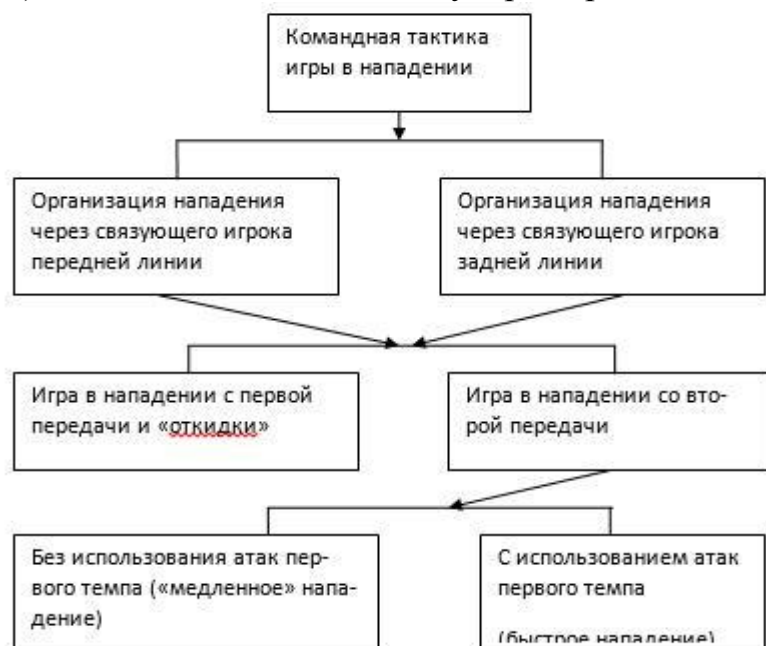 Командная тактика
игры в нападении
Организация нападения
через связующего игрока
передней линии
Организация нападения
через связующего игрока
задней линии
Игра в нападении с первой
передачи и «откидки»
Игра в нападении со вто-
рой передачи
Без использования атак пер-
вого темпа («медленное» напа-
дение)
С использованием атак
первого темпа
(быстрое нападение)